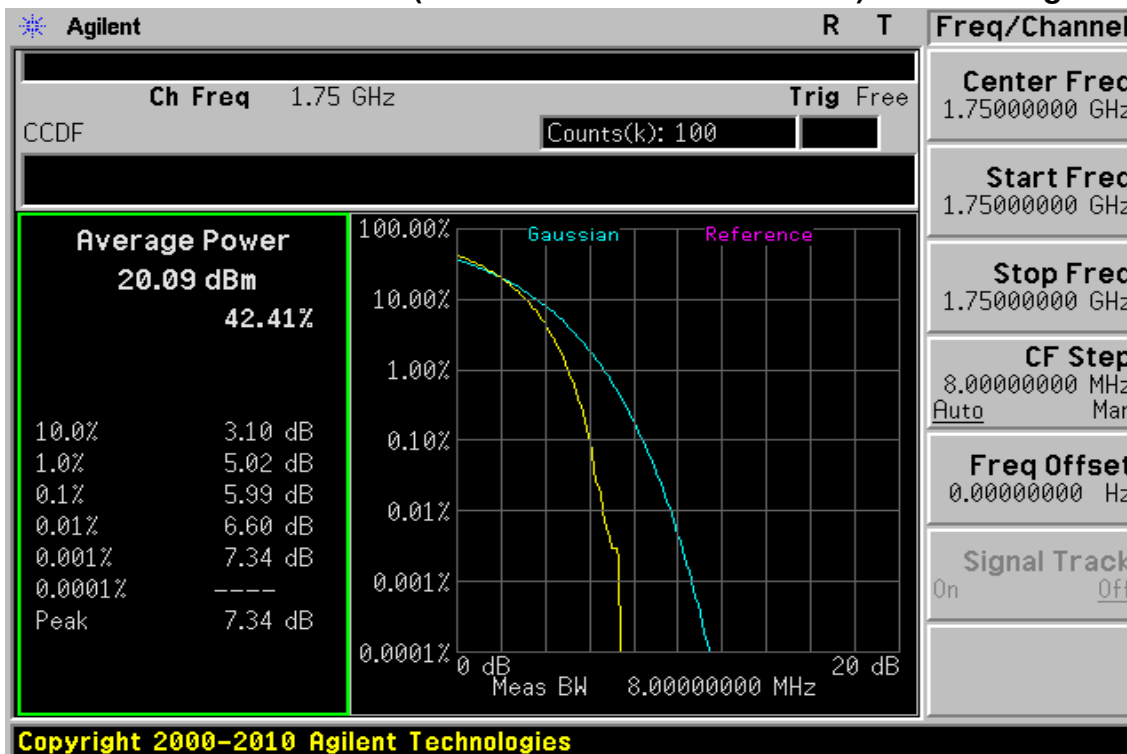 Agilent R T Freq/Channel
Ch Freq 1.75 GHz Trig Free
CCDF Counts(k): 100
Average Power
20.09 dBm
42.41%
10.0% 3.10 dB
1.0% 5.02 dB
0.1% 5.99 dB
0.01% 6.60 dB
0.001% 7.34 dB
0.0001% ----
Peak 7.34 dB
Gaussian Reference
100.00%
10.00%
1.00%
0.10%
0.01%
0.001%
0.0001%
0 dB 20 dB
Meas BW 8.00000000 MHz
Center Freq
1.75000000 GHz
Start Freq
1.75000000 GHz
Stop Freq
1.75000000 GHz
CF Step
8.00000000 MHz
Auto Man
Freq Offset
0.00000000 Hz
Signal Track
On Off
Copyright 2000-2010 Agilent Technologies